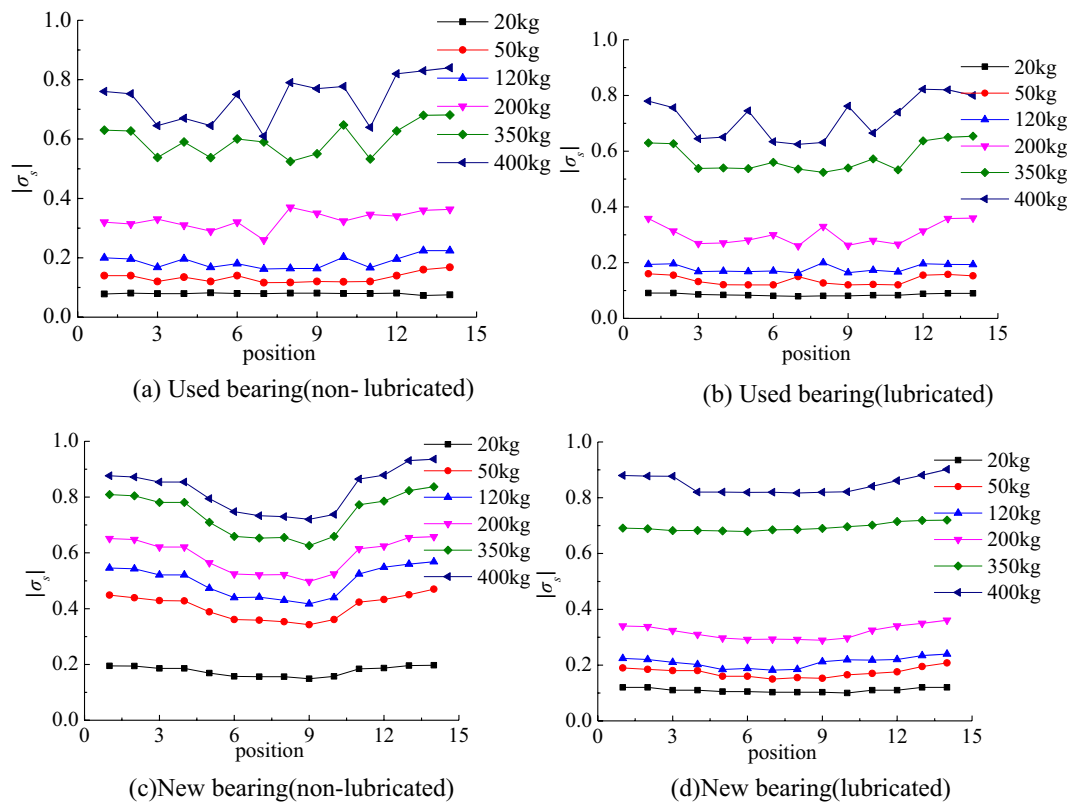 1.0
0.8
0.6
0.4
0.2
0.0
|σs|
0 3 6 9 12 15
position
20kg
50kg
120kg
200kg
350kg
400kg
(a) Used bearing(non- lubricated)
1.0
0.8
0.6
0.4
0.2
0.0
|σs|
0 3 6 9 12 15
position
20kg
50kg
120kg
200kg
350kg
400kg
(b) Used bearing(lubricated)
1.0
0.8
0.6
0.4
0.2
0.0
|σs|
0 3 6 9 12 15
position
20kg
50kg
120kg
200kg
350kg
400kg
(c)New bearing(non-lubricated)
1.0
0.8
0.6
0.4
0.2
0.0
|σs|
0 3 6 9 12 15
position
20kg
50kg
120kg
200kg
350kg
400kg
(d)New bearing(lubricated)